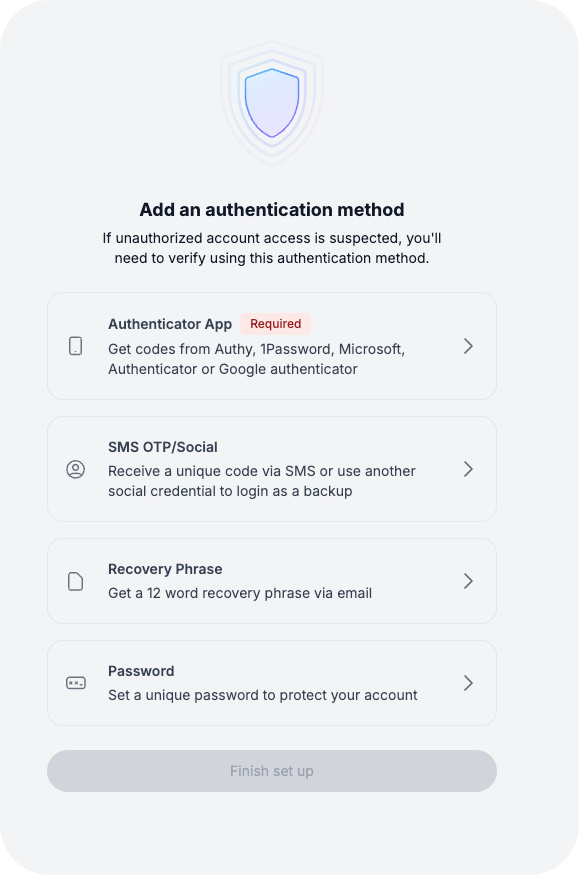 Add an authentication method
If unauthorized account access is suspected, you'll
need to verify using this authentication method.
Authenticator App Required
Get codes from Authy, 1Password, Microsoft,
Authenticator or Google authenticator
SMS OTP/Social
Receive a unique code via SMS or use another
social credential to login as a backup
Recovery Phrase
Get a 12 word recovery phrase via email
Password
Set a unique password to protect your account
Finish set up